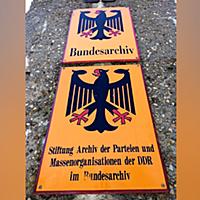 Bundesarchiv
Stiftung Archiv der Parteien und
Massenorganisationen der DDR
im Bundesarchiv